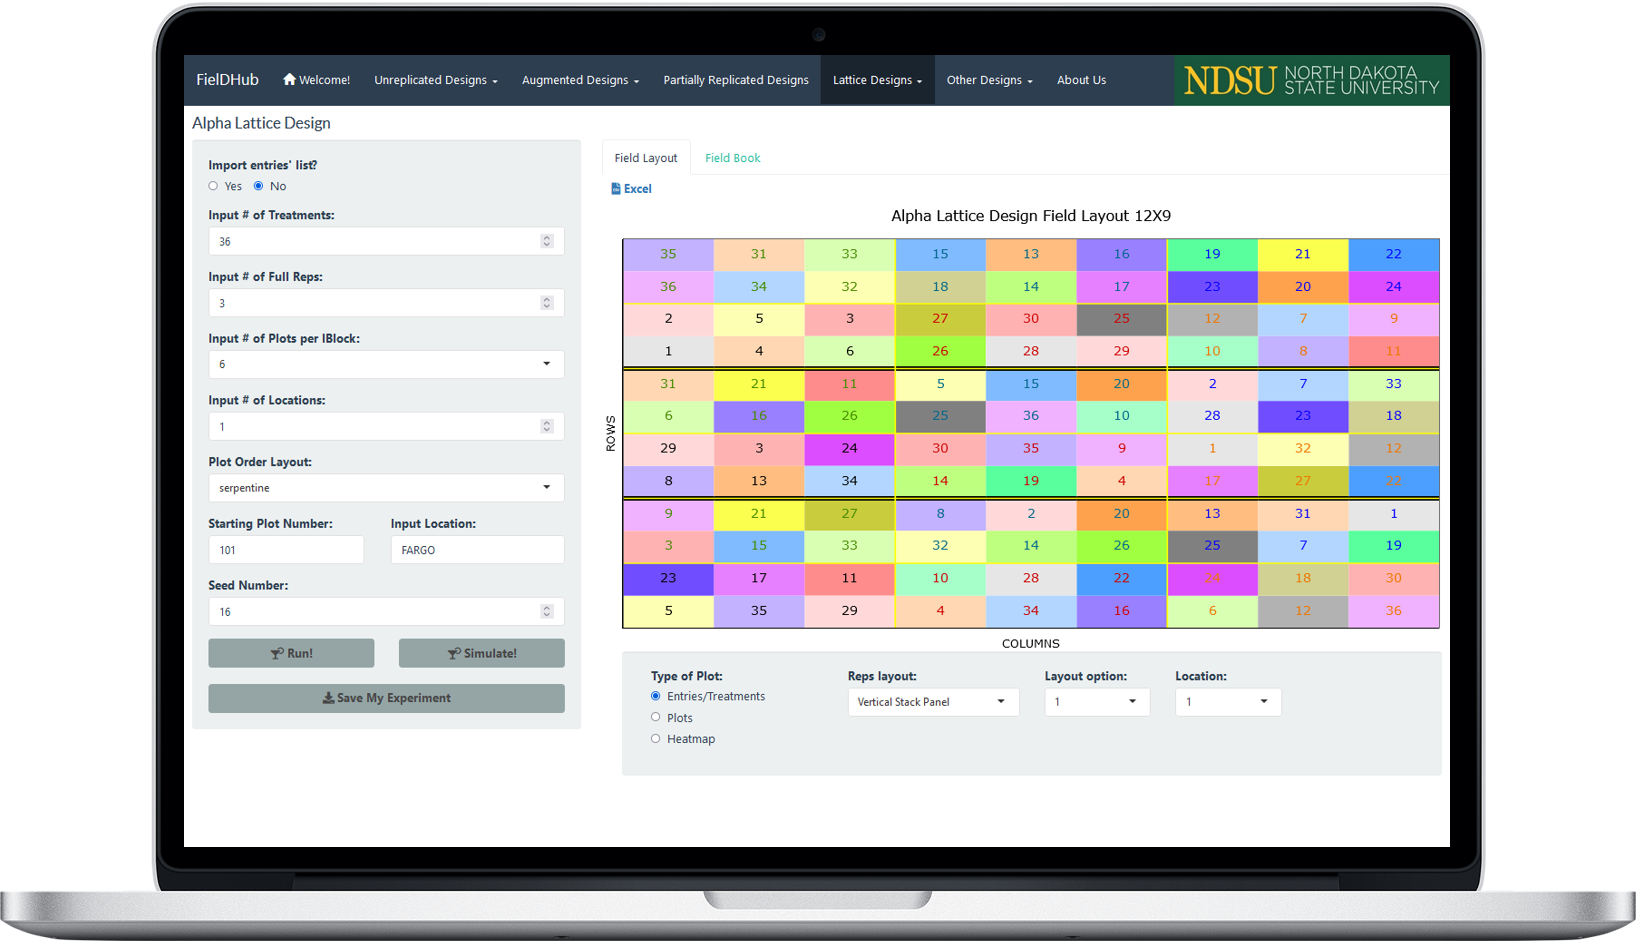 FielDHub Welcome! Unreplicated Designs Augmented Designs Partially Replicated Designs Lattice Designs Other Designs About Us NDSU NORTH DAKOTA
STATE UNIVERSITY
Alpha Lattice Design
Import entries' list?
Yes No
Input # of Treatments:
36
Input # of Full Reps:
3
Input # of Plots per IBlock:
6
Input # of Locations:
1
Plot Order Layout:
serpentine
Starting Plot Number: Input Location:
101 FARGO
Seed Number:
16
Run! Simulate!
Save My Experiment
Field Layout Field Book
Excel
Alpha Lattice Design Field Layout 12X9
35 31 33 15 13 16 19 21 22
36 34 32 18 14 17 23 20 24
2 5 3 27 30 25 12 7 9
1 4 6 26 28 29 10 8 11
31 21 11 5 15 20 2 7 33
6 16 26 25 36 10 28 23 18
29 3 24 30 35 9 1 32 12
8 13 34 14 19 4 17 27 22
9 21 27 8 2 20 13 31 1
3 15 33 32 14 26 25 7 19
23 17 11 10 28 22 24 18 30
5 35 29 4 34 16 6 12 36
ROWS
COLUMNS
Type of Plot: Reps layout: Layout option: Location:
Entries/Treatments Vertical Stack Panel 1 1
Plots
Heatmap